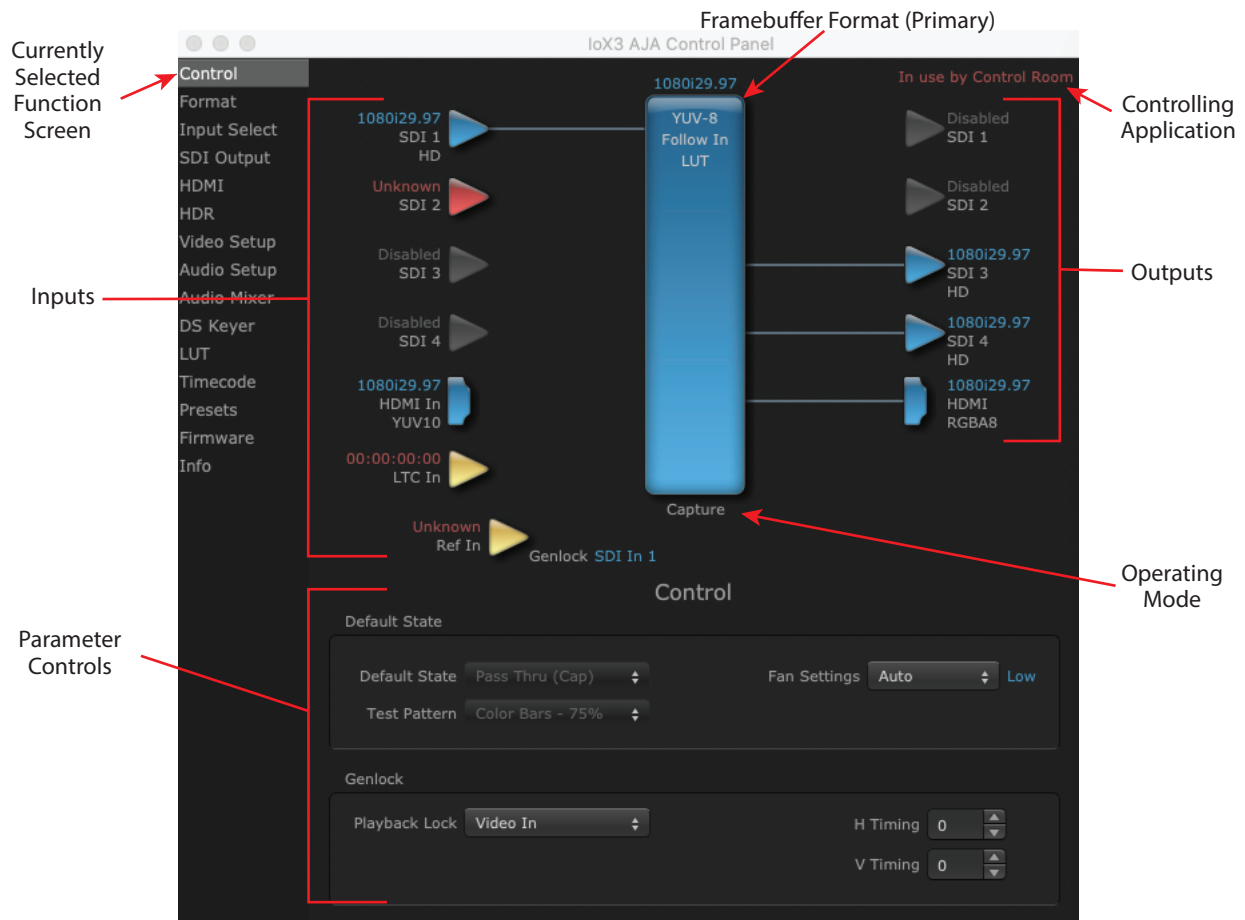 Framebuffer Format (Primary)
Currently
Selected
Function
Screen
IoX3 AJA Control Panel
Control
Format
Input Select
SDI Output
HDMI
HDR
Video Setup
Audio Setup
Audio Mixer
DS Keyer
LUT
Timecode
Presets
Firmware
Info
Inputs
1080i29.97
SDI 1
HD
Unknown
SDI 2
Disabled
SDI 3
Disabled
SDI 4
1080i29.97
HDMI In
YUV10
00:00:00:00
LTC In
Unknown
Ref In
Genlock SDI In 1
1080i29.97
YUV-8
Follow In
LUT
Capture
In use by Control Room
Controlling
Application
Disabled
SDI 1
Disabled
SDI 2
1080i29.97
SDI 3
HD
1080i29.97
SDI 4
HD
1080i29.97
HDMI
RGBA8
Outputs
Operating
Mode
Parameter
Controls
Control
Default State
Default State Pass Thru (Cap)
Fan Settings Auto Low
Test Pattern Color Bars - 75%
Genlock
Playback Lock Video In
H Timing 0
V Timing 0